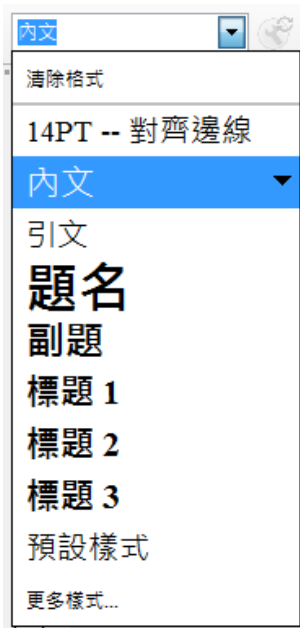 內文
清除格式
14PT -- 對齊邊線
內文
引文
題名
副題
標題 1
標題 2
標題 3
預設樣式
更多樣式...